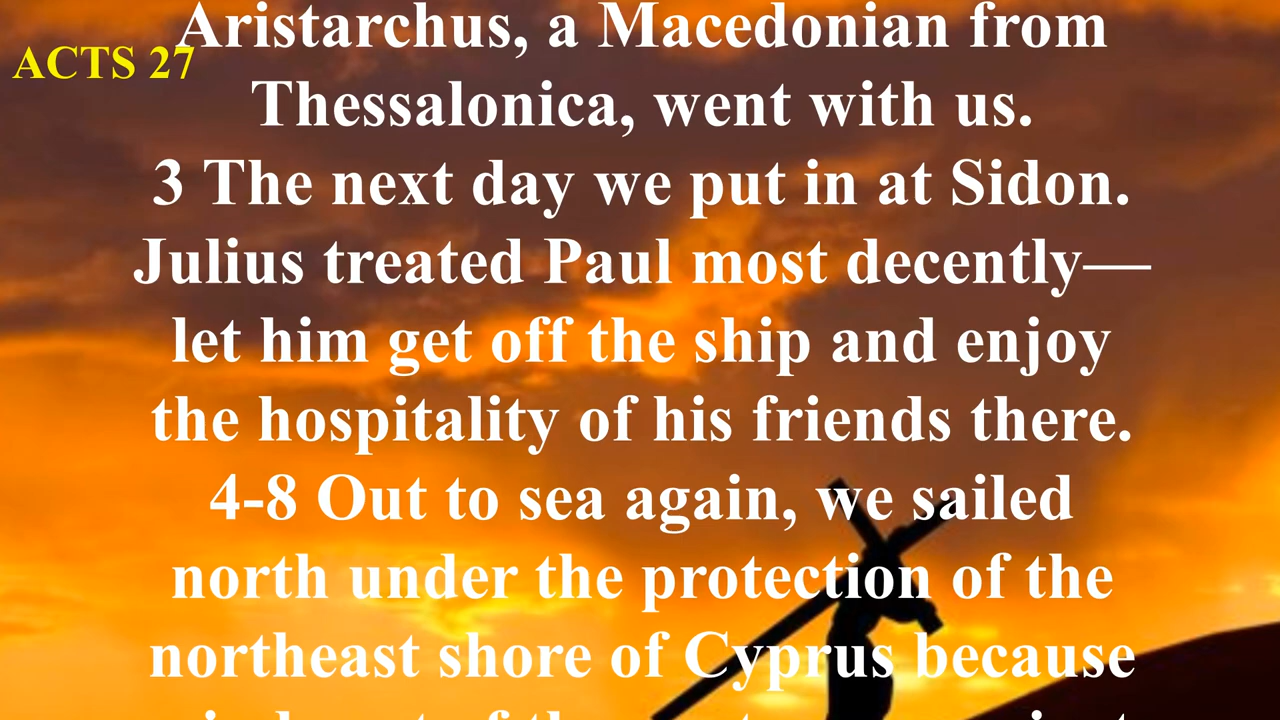 Aristarchus, a Macedonian from
ACTS 27
Thessalonica, went with us.
3 The next day we put in at Sidon.
Julius treated Paul most decently—
let him get off the ship and enjoy
the hospitality of his friends there.
4-8 Out to sea again, we sailed
north under the protection of the
northeast shore of Cyprus because